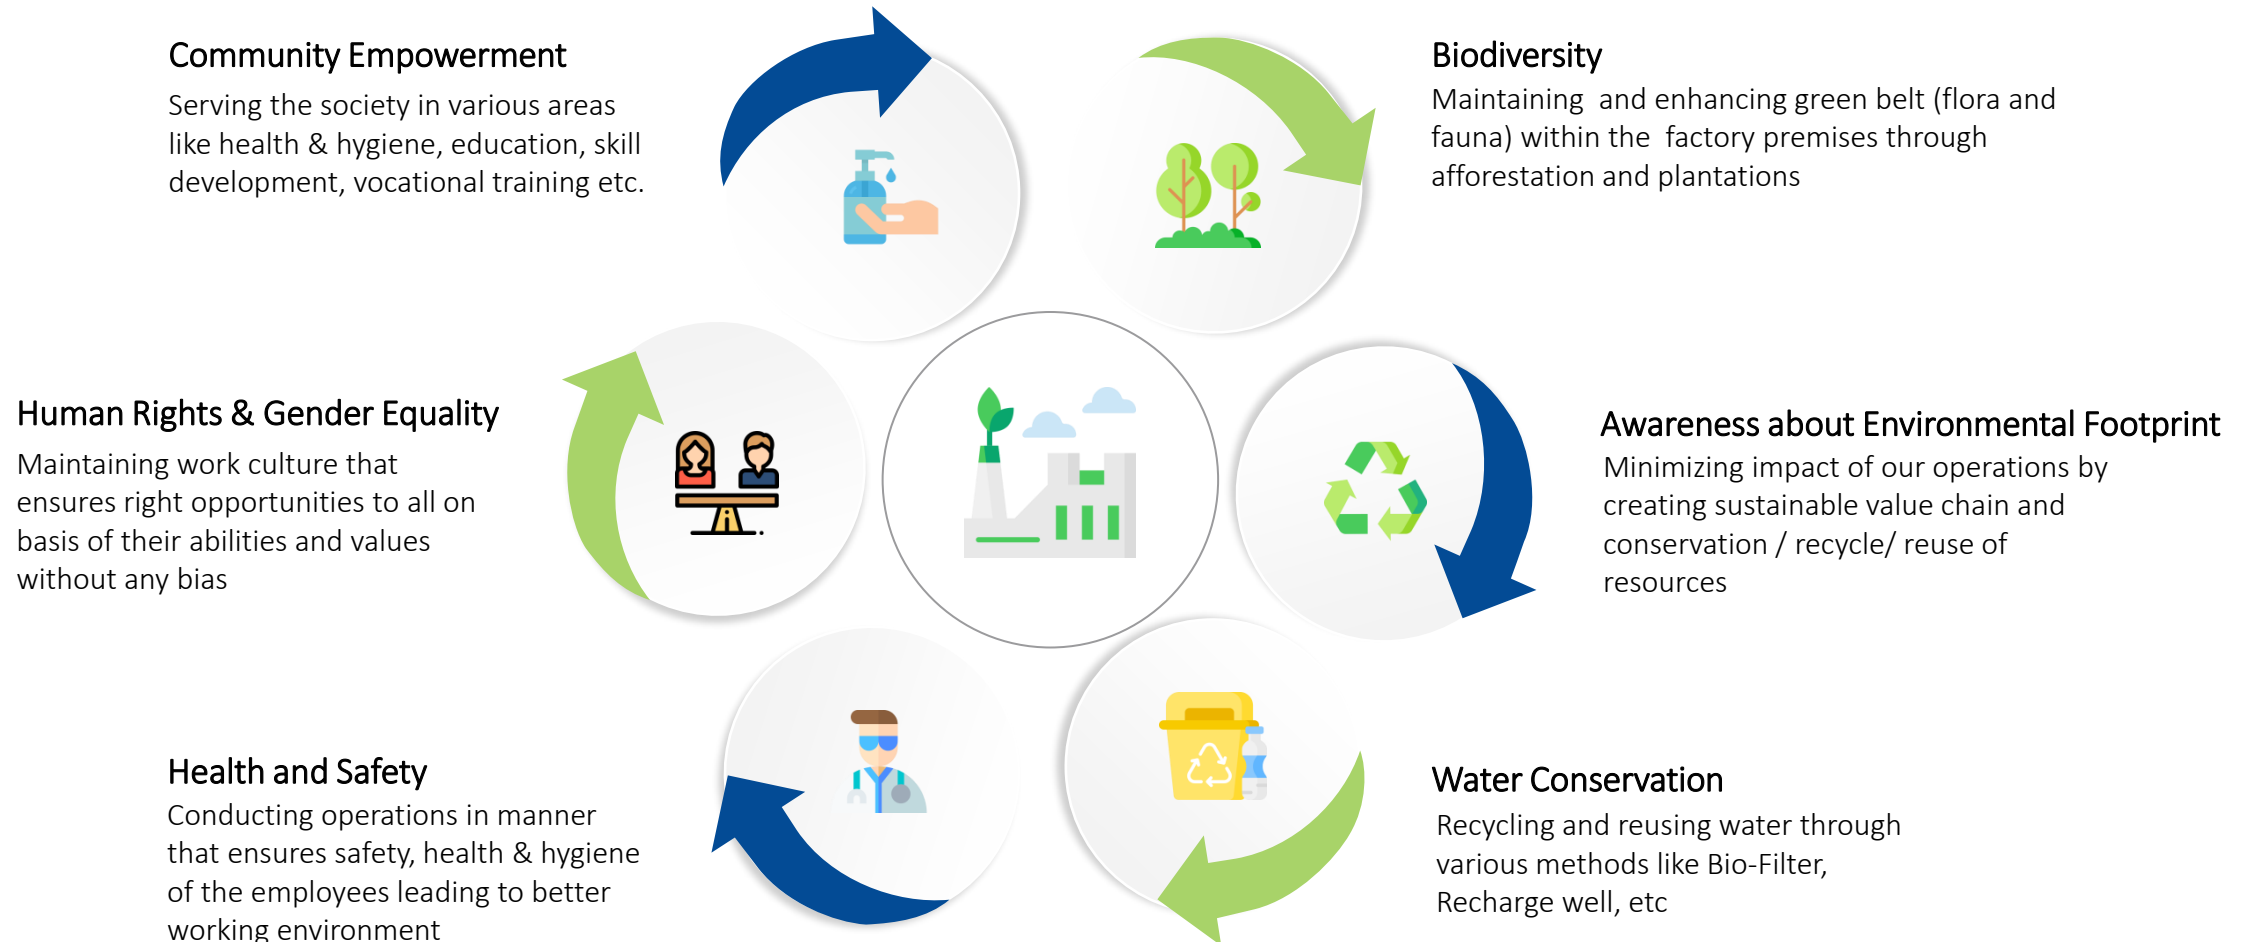 Community Empowerment
Serving the society in various areas
like health & hygiene, education, skill
development, vocational training etc.
Biodiversity
Maintaining and enhancing green belt (flora and
fauna) within the factory premises through
afforestation and plantations
Human Rights & Gender Equality
Maintaining work culture that
ensures right opportunities to all on
basis of their abilities and values
without any bias
Awareness about Environmental Footprint
Minimizing impact of our operations by
creating sustainable value chain and
conservation / recycle/ reuse of
resources
Health and Safety
Conducting operations in manner
that ensures safety, health & hygiene
of the employees leading to better
working environment
Water Conservation
Recycling and reusing water through
various methods like Bio-Filter,
Recharge well, etc